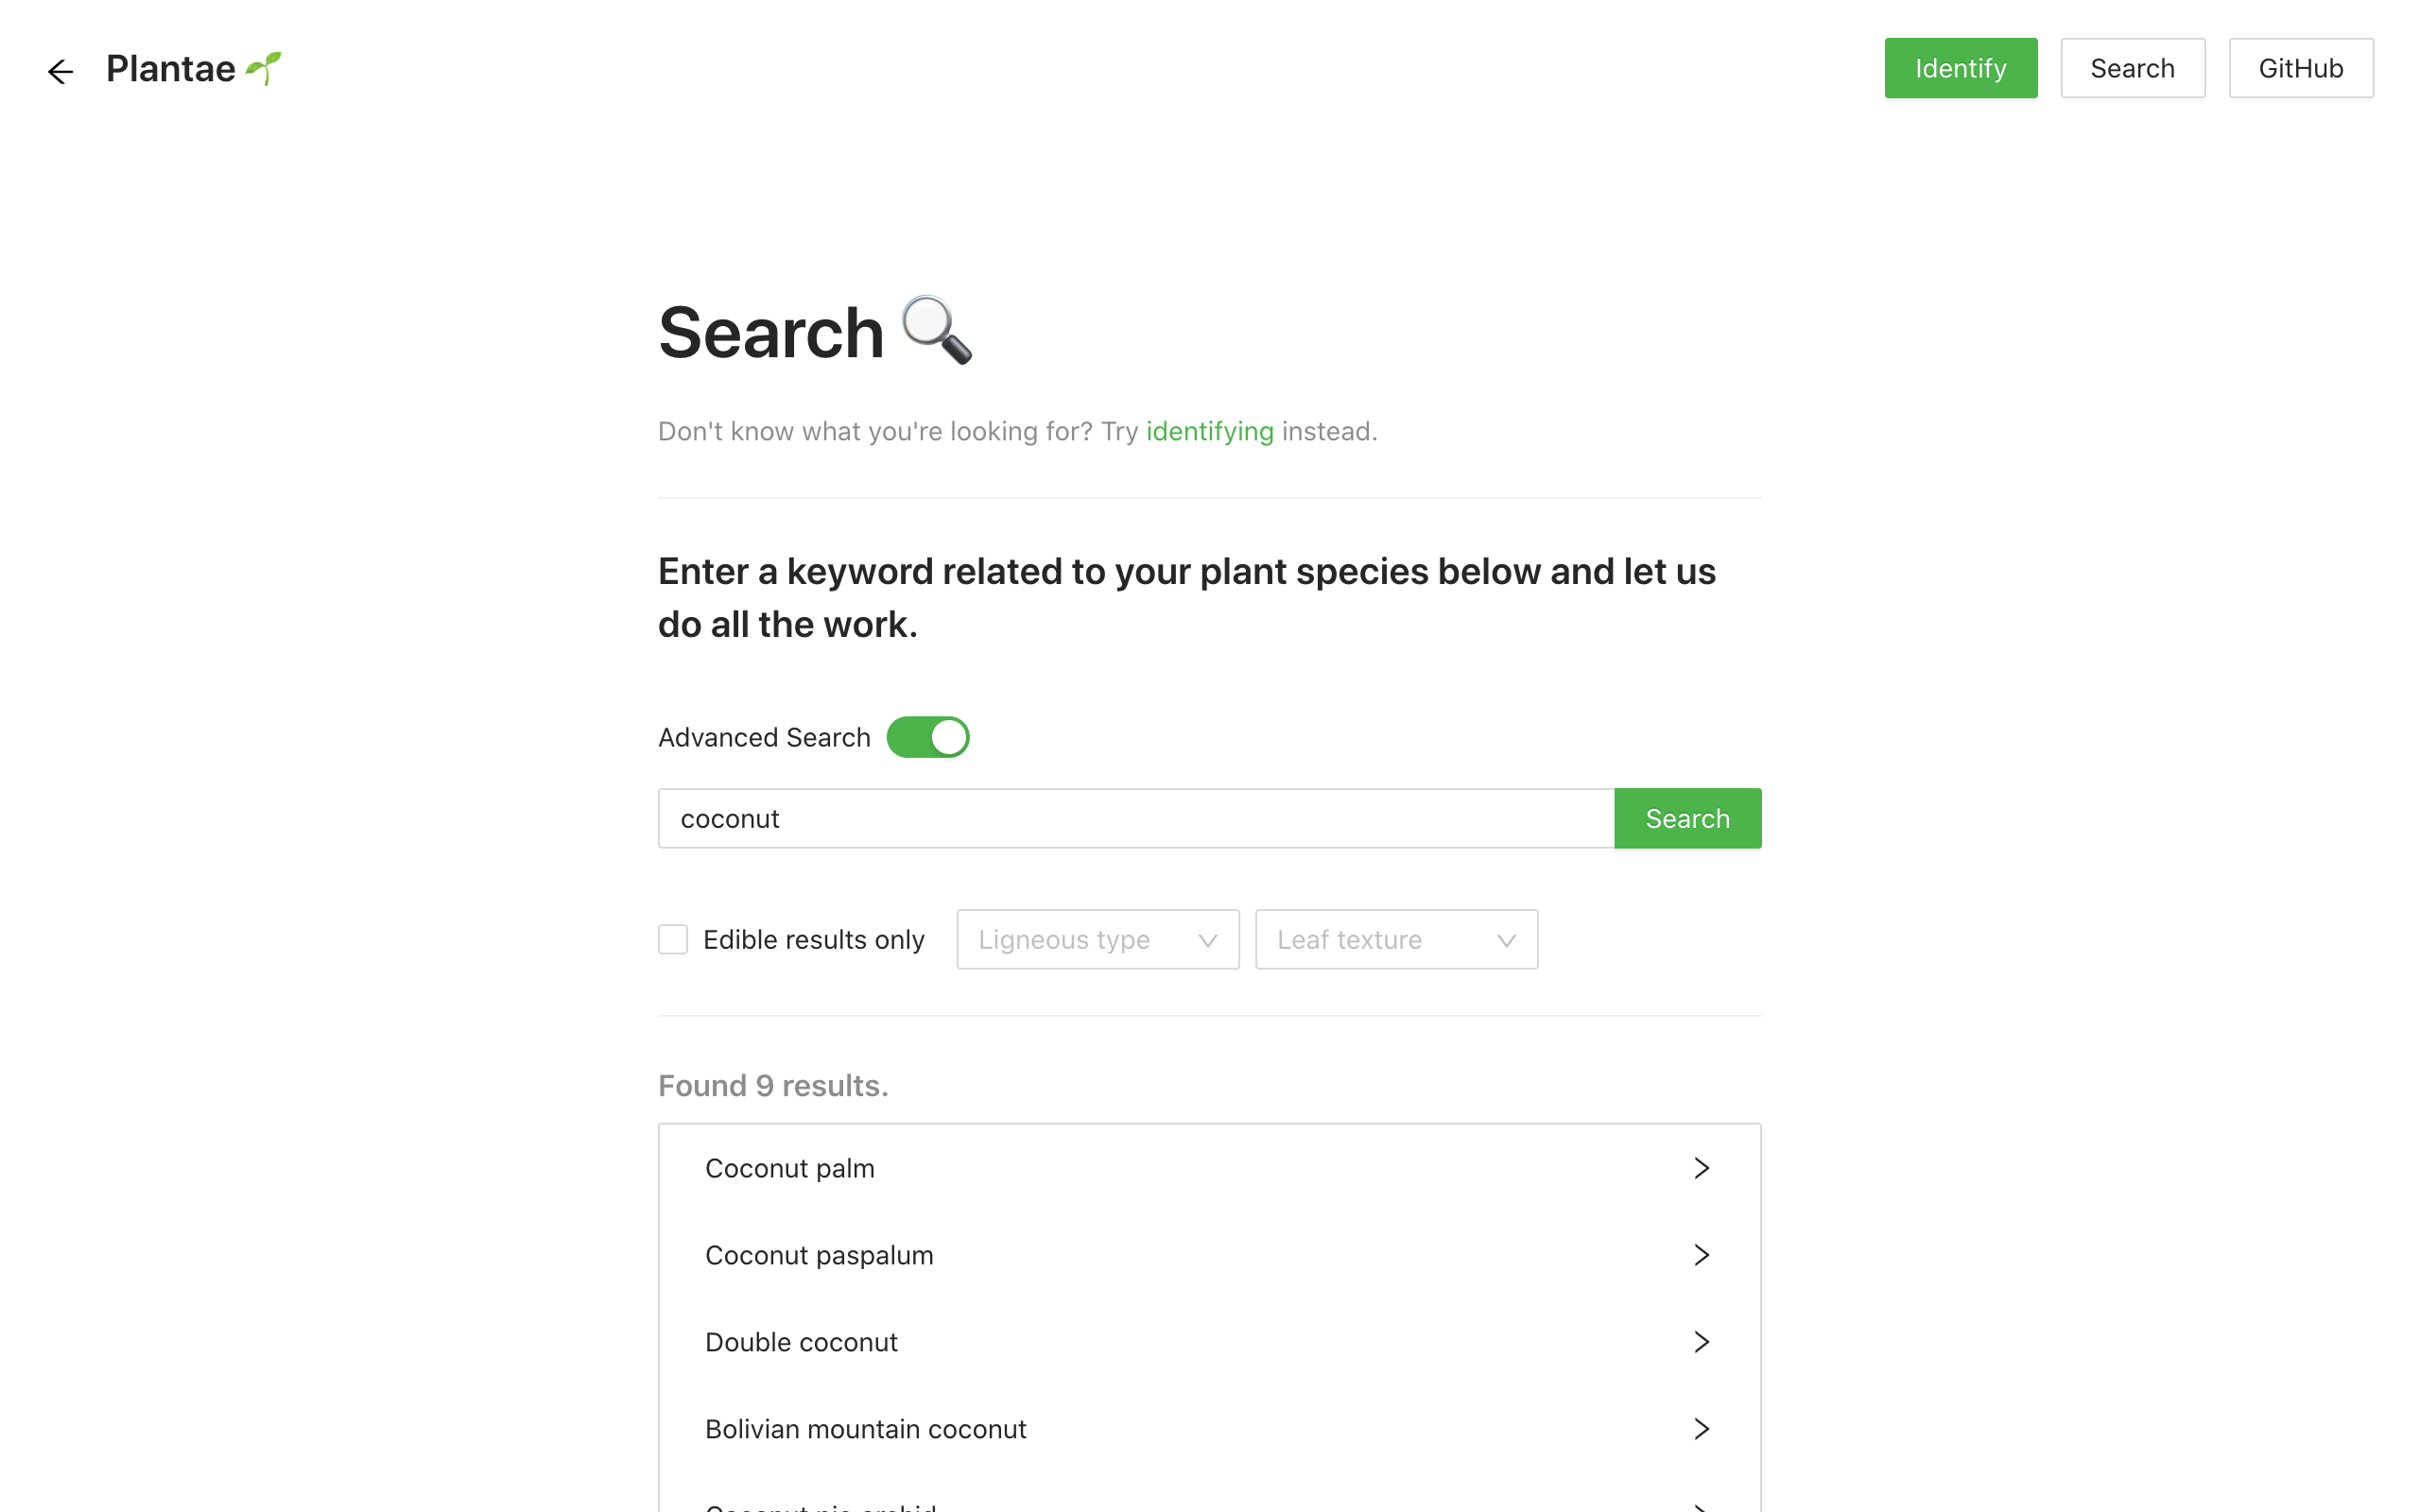 Plantae
Identify
Search
GitHub
Search
Don't know what you're looking for? Try identifying instead.
Enter a keyword related to your plant species below and let us
do all the work.
Advanced Search
coconut
Search
Edible results only
Ligneous type
Leaf texture
Found 9 results.
Coconut palm
Coconut paspalum
Double coconut
Bolivian mountain coconut